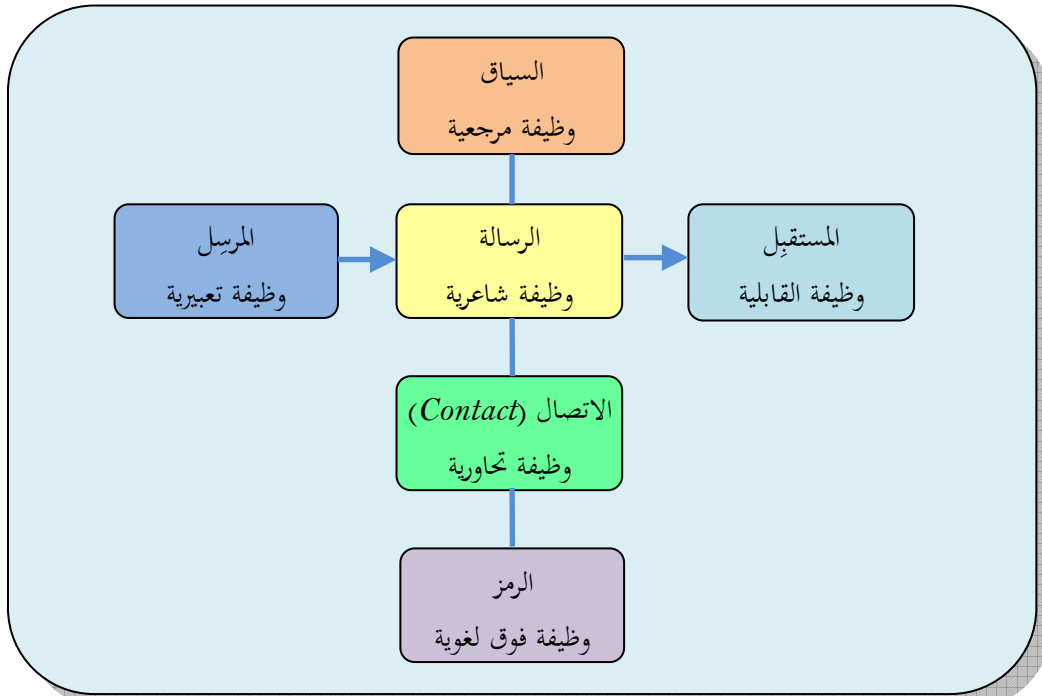 السياق
وظيفة مرجعية
المرسِل
وظيفة تعبيرية
الرسالة
وظيفة شاعرية
المستقبِل
وظيفة القابلية
الاتصال (Contact)
وظيفة تحاورية
الرمز
وظيفة فوق لغوية